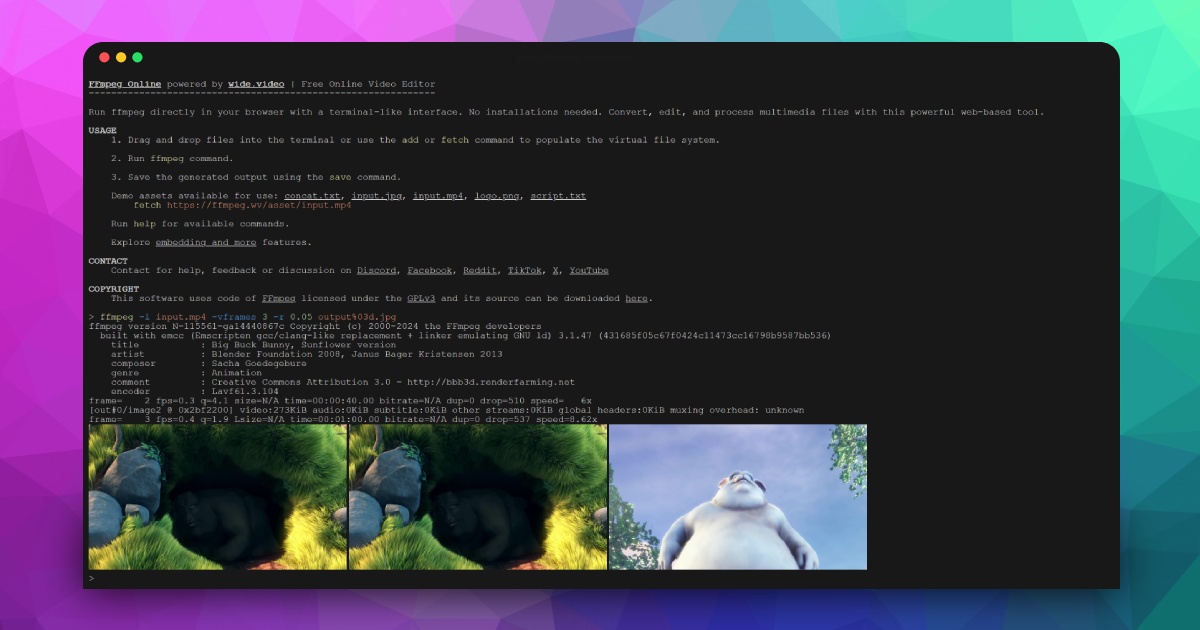 FFmpeg Online powered by wide.video | Free Online Video Editor
--------------------------------------------------------------
Run ffmpeg directly in your browser with a terminal-like interface. No installations needed. Convert, edit, and process multimedia files with this powerful web-based tool.
USAGE
1. Drag and drop files into the terminal or use the add or fetch command to populate the virtual file system.
2. Run ffmpeg command.
3. Save the generated output using the save command.
Demo assets available for use: concat.txt, input.jpg, input.mp4, logo.png, script.txt
fetch https://ffmpeg.wv/asset/input.mp4
Run help for available commands.
Explore embedding and more features.
CONTACT
Contact for help, feedback or discussion on Discord, Facebook, Reddit, TikTok, X, YouTube
COPYRIGHT
This software uses code of FFmpeg licensed under the GPLv3 and its source can be downloaded here.
> ffmpeg -i input.mp4 -vframes 3 -r 0.05 output%03d.jpg
ffmpeg version N-115561-ga14440867c Copyright (c) 2000-2024 the FFmpeg developers
built with emcc (Emscripten gcc/clang-like replacement + linker emulating GNU ld) 3.1.47 (431685f05c67f0424c11473cc16798b9587bb536)
title : Big Buck Bunny, Sunflower version
artist : Blender Foundation 2008, Janus Bager Kristensen 2013
composer : Sacha Goedegebure
genre : Animation
comment : Creative Commons Attribution 3.0 - http://bbb3d.renderfarming.net
encoder : Lavf61.3.104
frame= 2 fps=0.3 q=4.1 size=N/A time=00:00:40.00 bitrate=N/A dup=0 drop=510 speed= 6x
[out#0/image2 @ 0x2bf2200] video:273KiB audio:0KiB subtitle:0KiB other streams:0KiB global headers:0KiB muxing overhead: unknown
frame= 3 fps=0.4 q=1.9 Lsize=N/A time=00:01:00.00 bitrate=N/A dup=0 drop=537 speed=8.62x
>